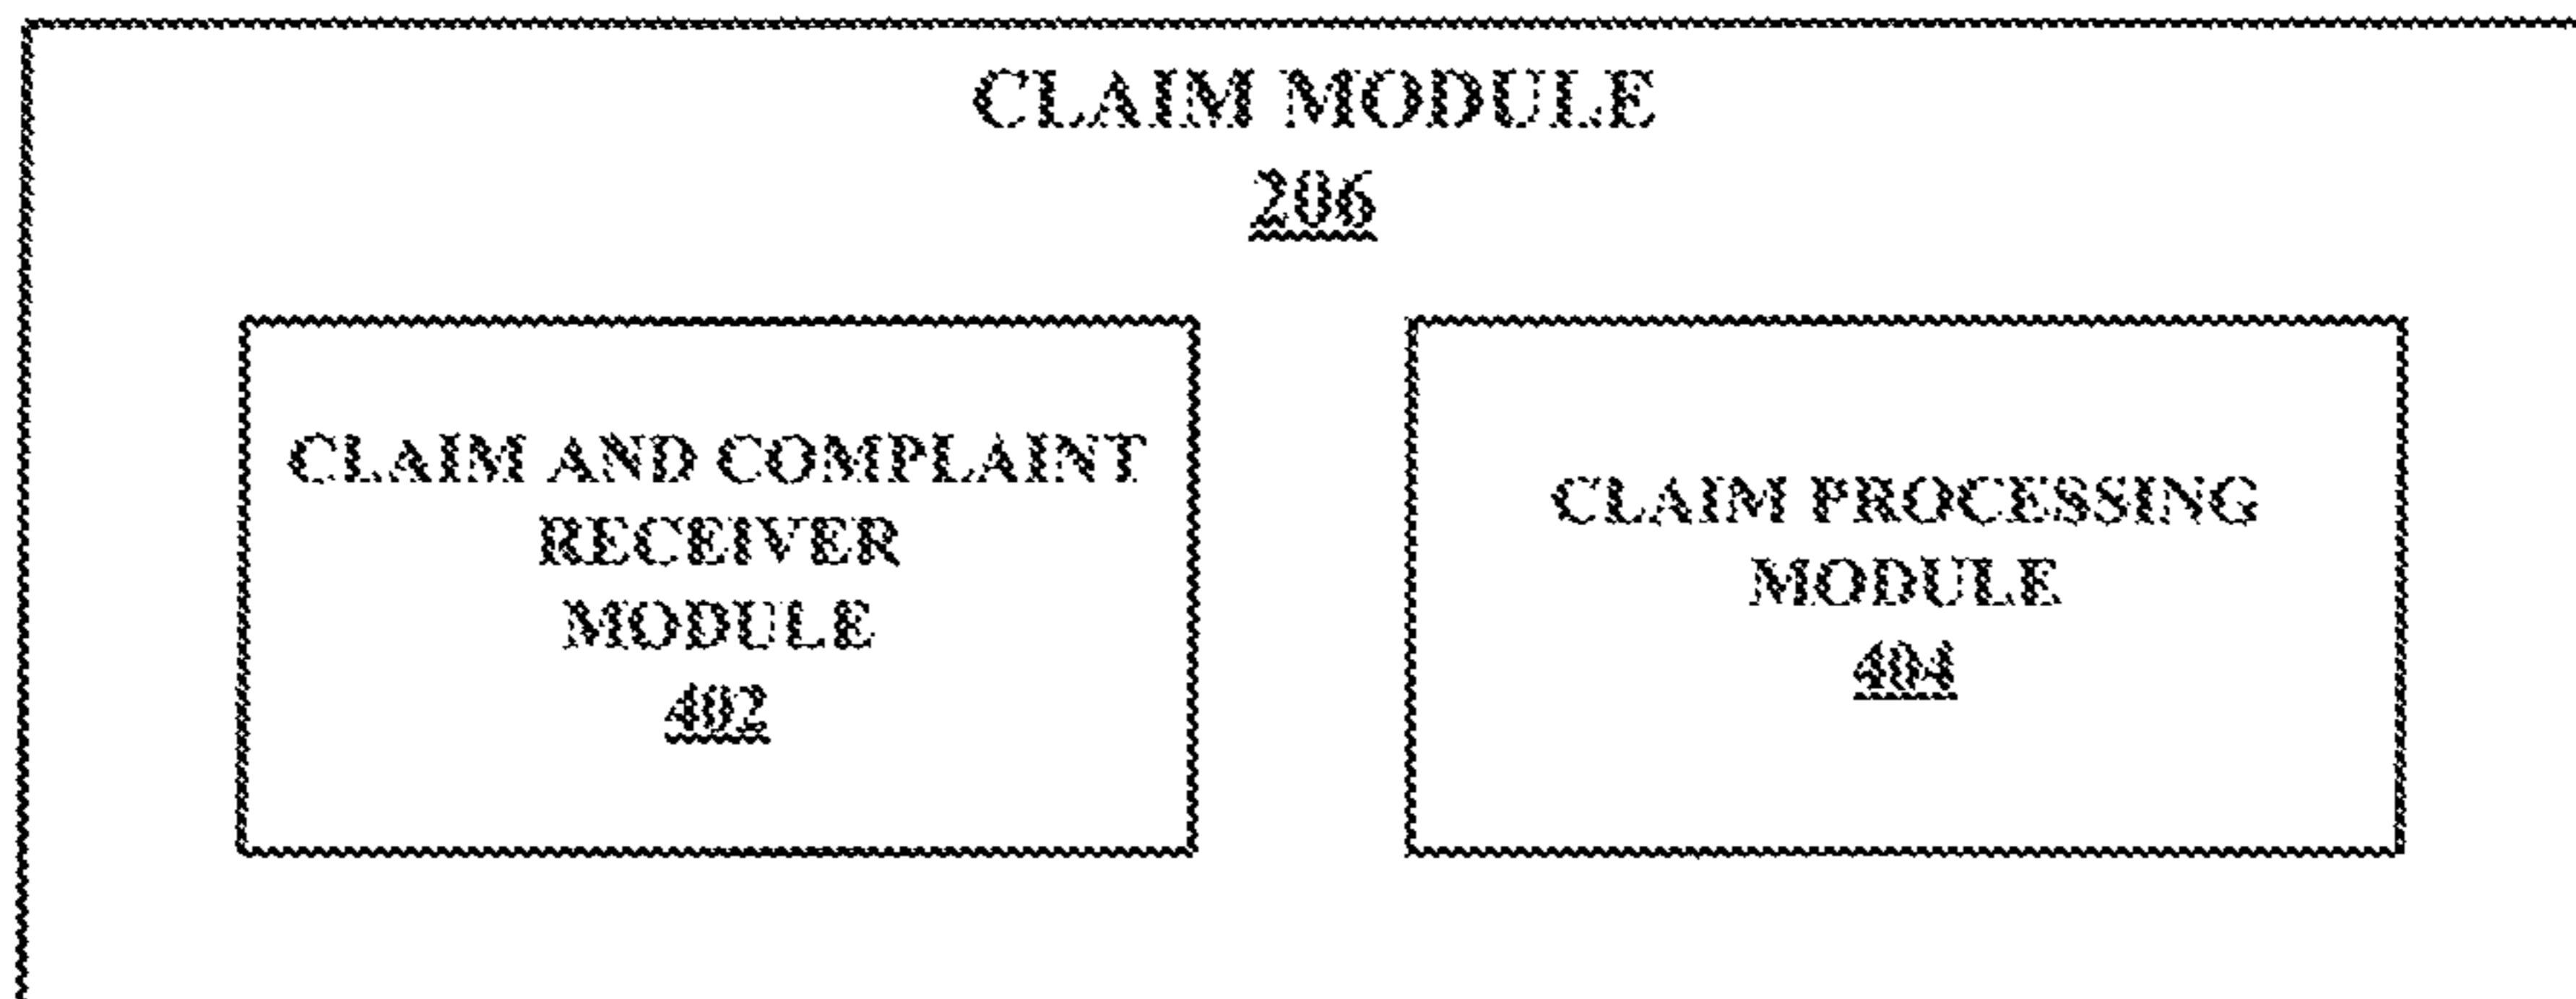 CLAIM MODULE
206
CLAIM AND COMPLAINT
RECEIVER
MODULE
402
CLAIM PROCESSING
MODULE
404